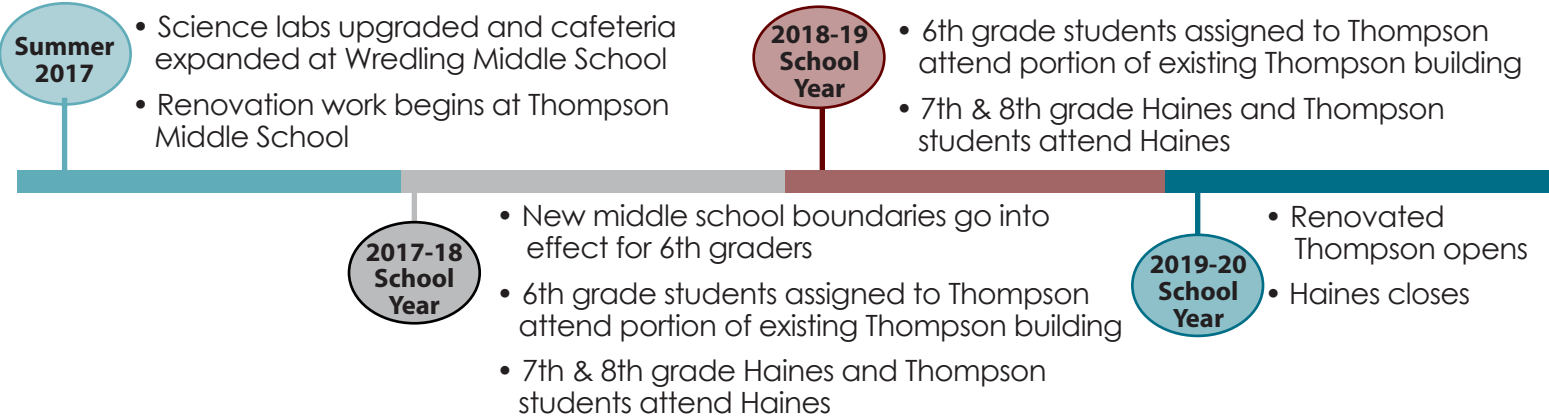 Summer
2017
• Science labs upgraded and cafeteria
expanded at Wredling Middle School
• Renovation work begins at Thompson
Middle School
2017-18
School
Year
• New middle school boundaries go into
effect for 6th graders
• 6th grade students assigned to Thompson
attend portion of existing Thompson building
• 7th & 8th grade Haines and Thompson
students attend Haines
2018-19
School
Year
• 6th grade students assigned to Thompson
attend portion of existing Thompson building
• 7th & 8th grade Haines and Thompson
students attend Haines
2019-20
School
Year
• Renovated
Thompson opens
• Haines closes